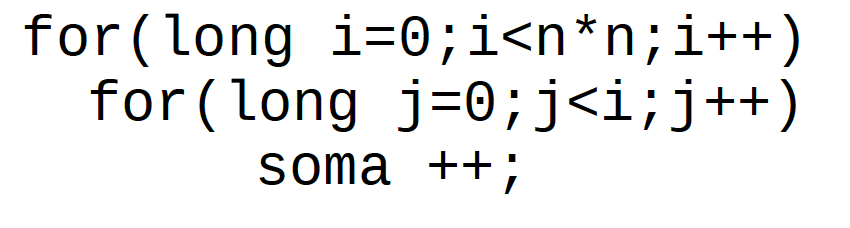 for(long i=0;i<n*n;i++)
for(long j=0;j<i;j++)
soma ++;